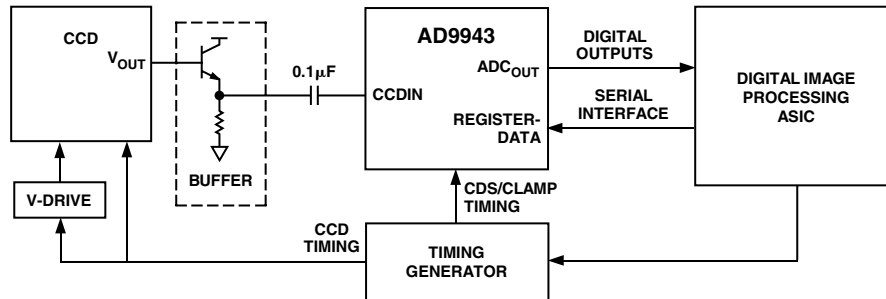 CCD
VOUT
BUFFER
0.1μF
AD9943
ADCOUT
CCDIN
REGISTER-
DATA
DIGITAL
OUTPUTS
SERIAL
INTERFACE
DIGITAL IMAGE
PROCESSING
ASIC
V-DRIVE
CCD
TIMING
CDS/CLAMP
TIMING
TIMING
GENERATOR